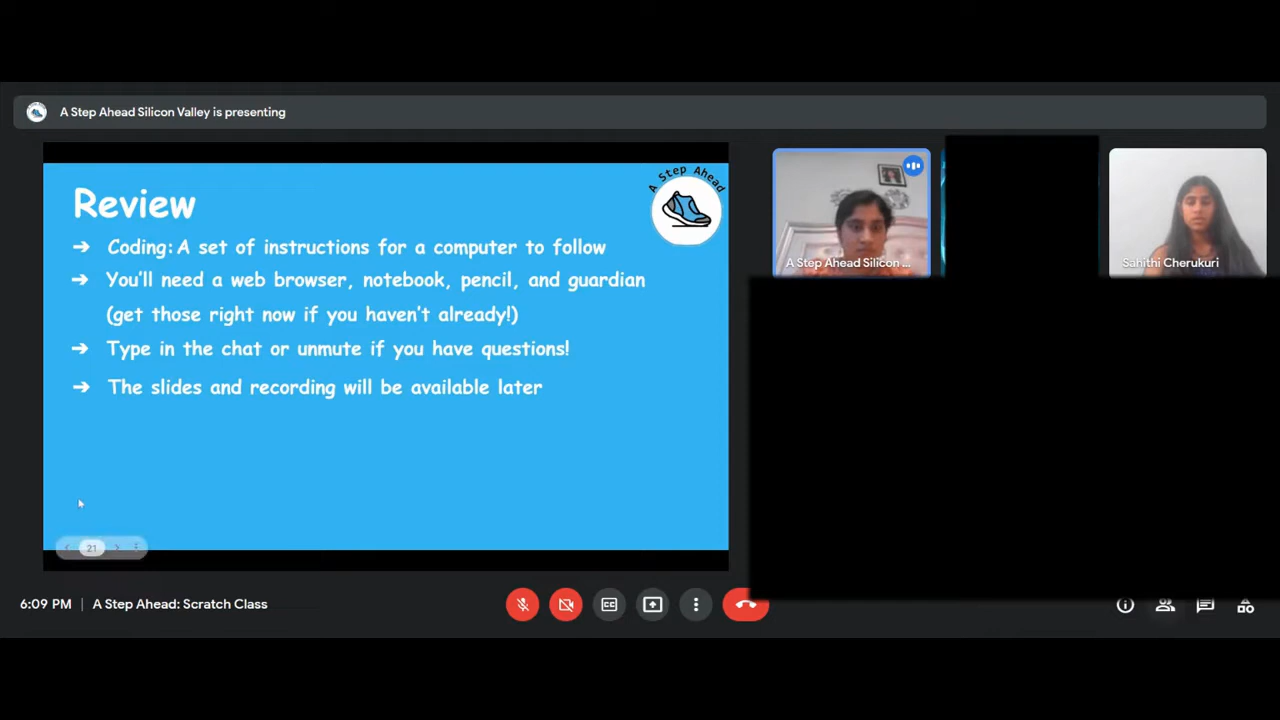 A Step Ahead Silicon Valley is presenting
A Step Ahead
Review
➔ Coding: A set of instructions for a computer to follow
➔ You'll need a web browser, notebook, pencil, and guardian
(get those right now if you haven't already!)
➔ Type in the chat or unmute if you have questions!
➔ The slides and recording will be available later
21
A Step Ahead Silicon ...
Sahithi Cherukuri
6:09 PM | A Step Ahead: Scratch Class
CC